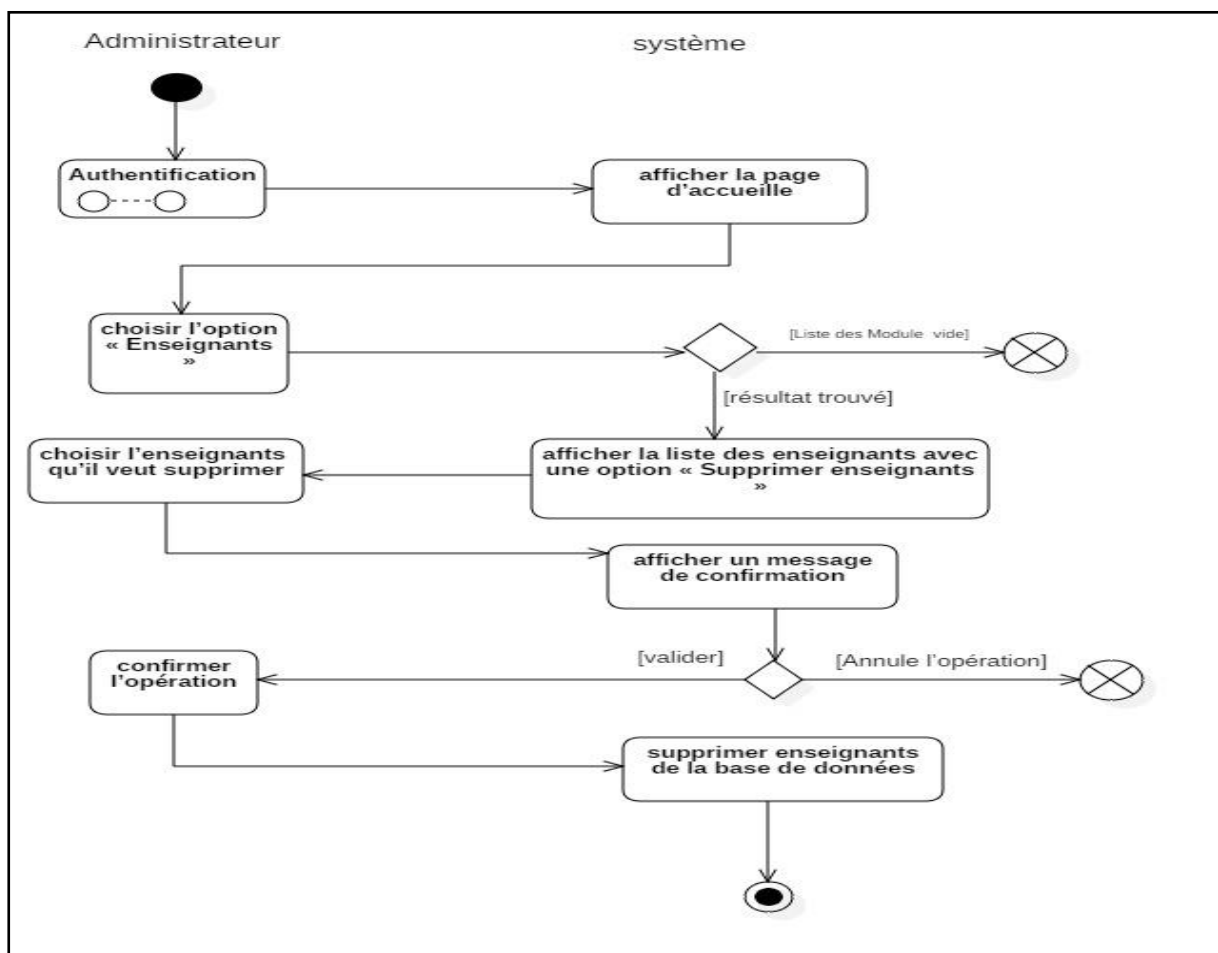 Administrateur
système
Authentification
afficher la page
d'accueille
choisir l'option
« Enseignants
»
[Liste des Module vide]
[résultat trouvé]
choisir l'enseignants
qu'il veut supprimer
afficher la liste des enseignants avec
une option « Supprimer enseignants
»
afficher un message
de confirmation
[valider]
[Annule l'opération]
confirmer
l'opération
supprimer enseignants
de la base de données